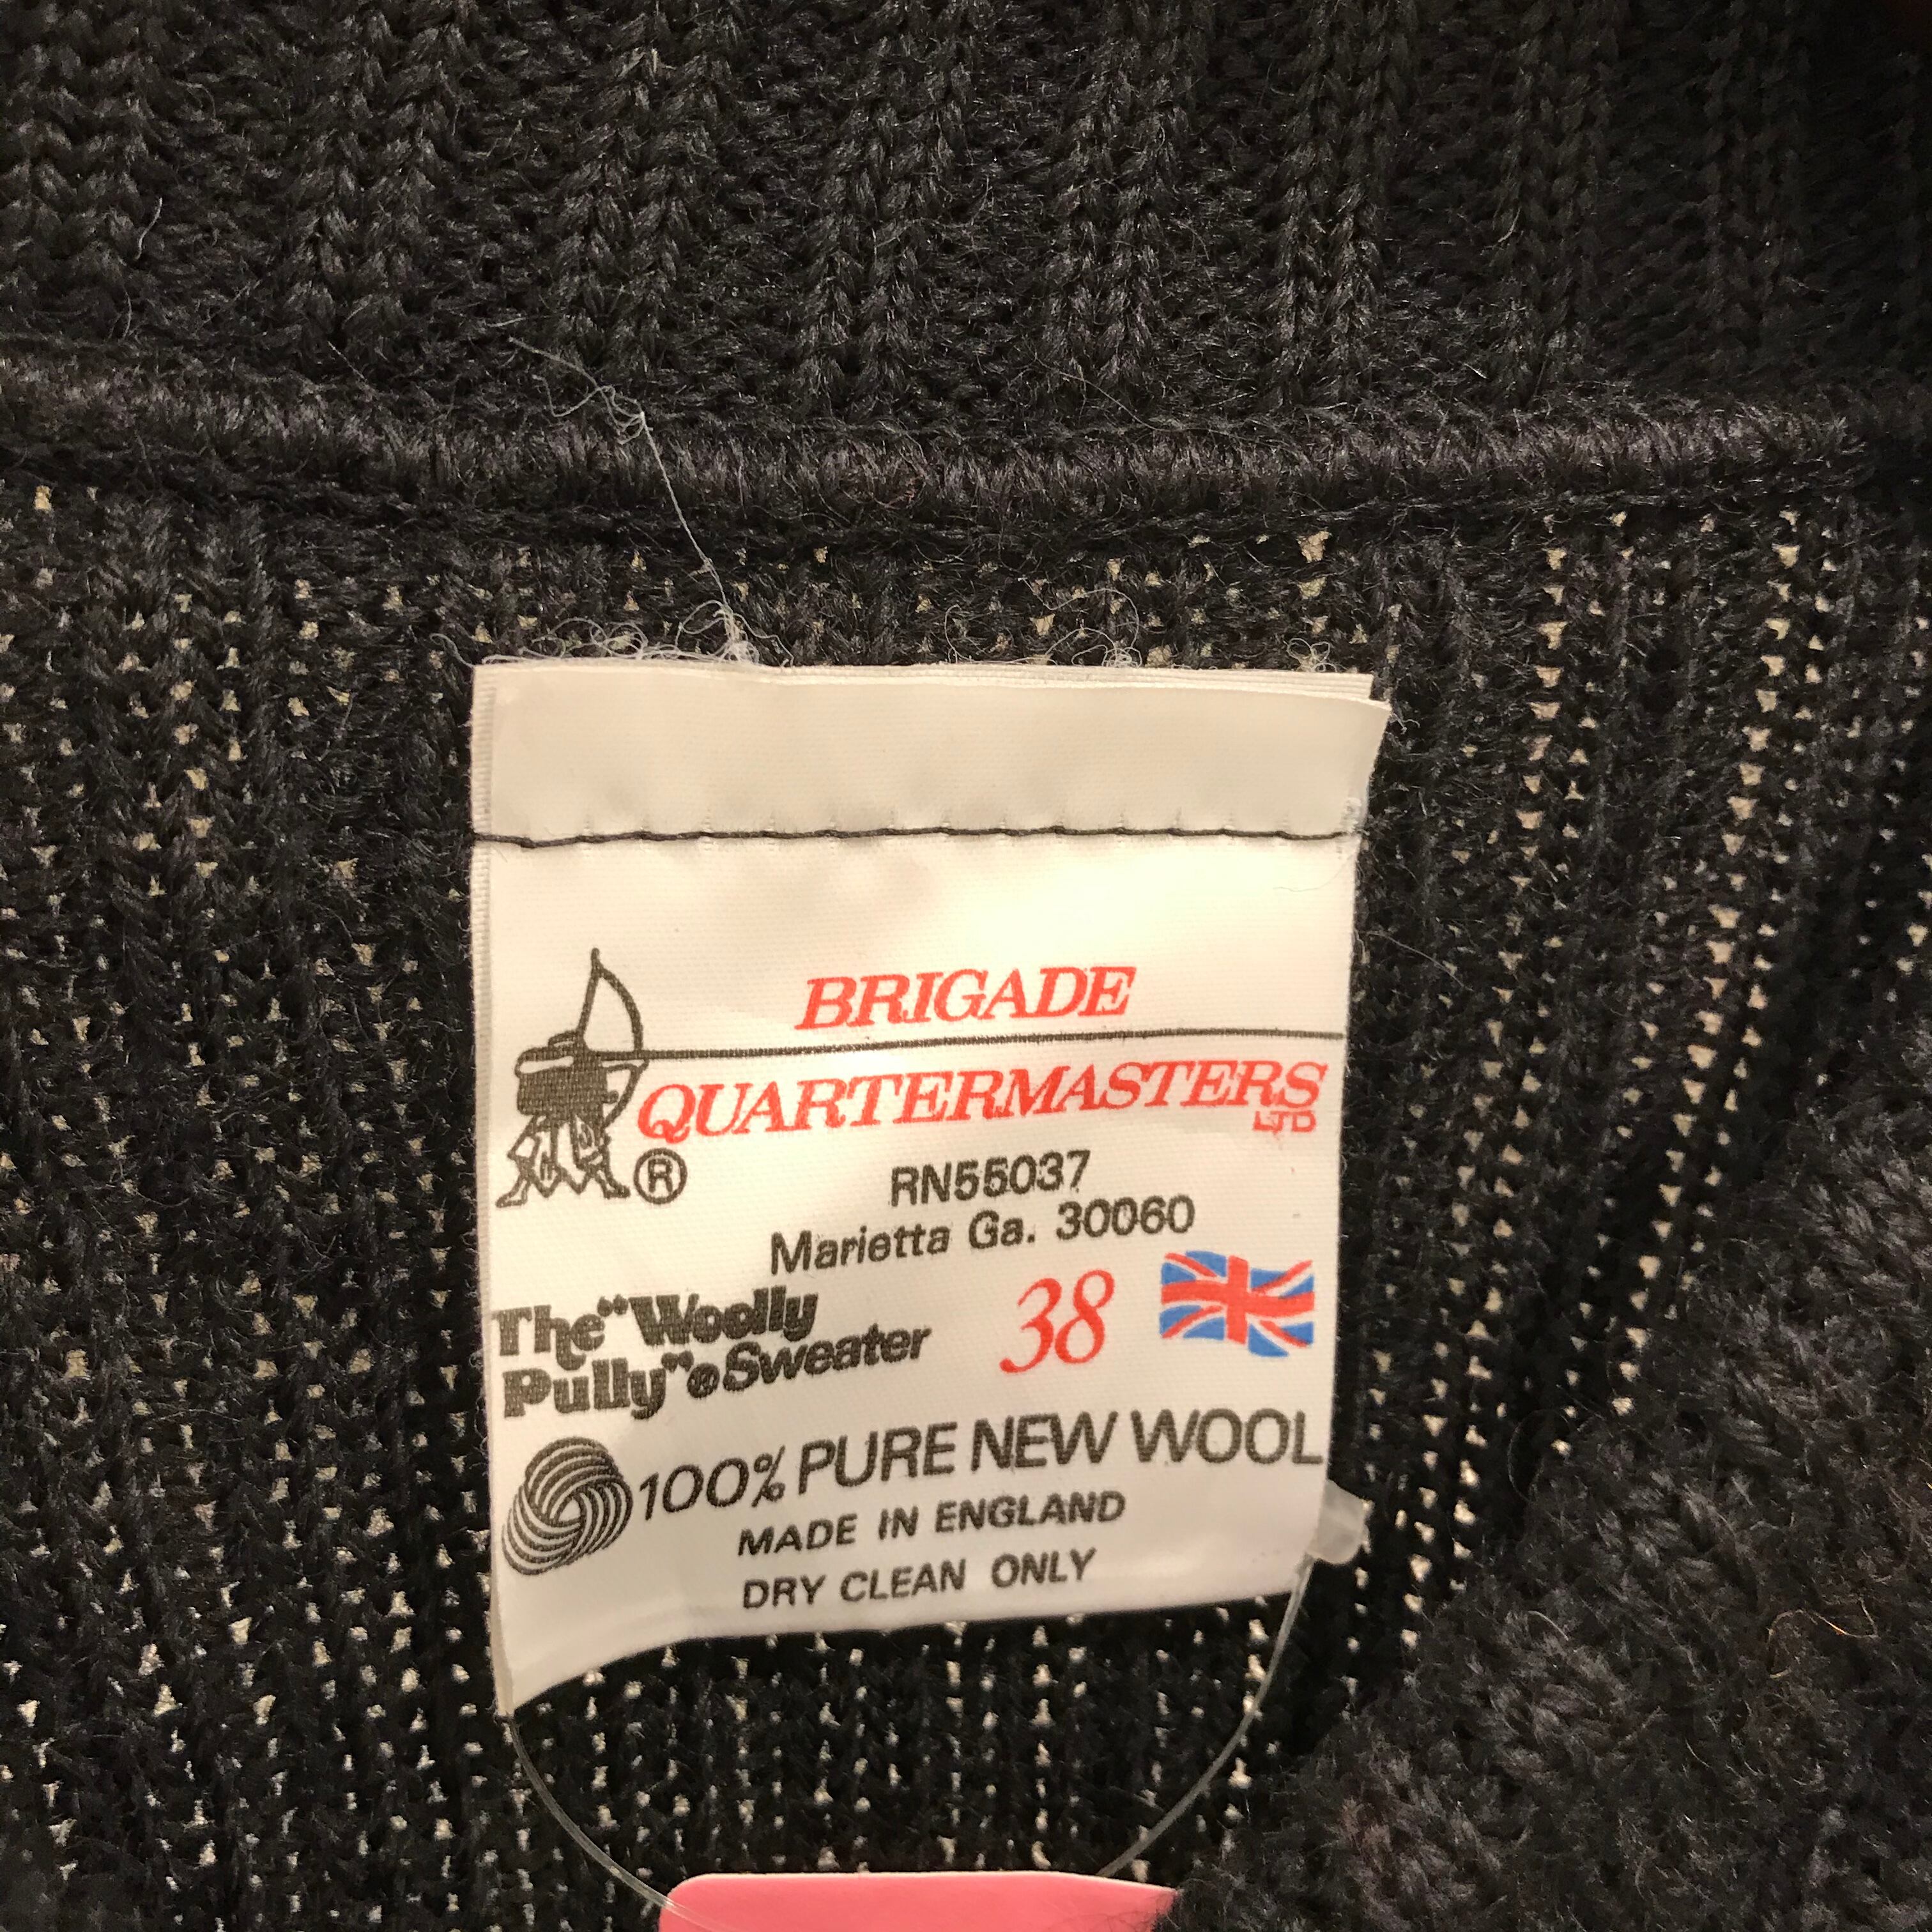 BRIGADE
QUARTERMASTERS
LTD
®
RN55037
Marietta Ga. 30060
The "Woolly
Pully"® Sweater
38
100% PURE NEW WOOL
MADE IN ENGLAND
DRY CLEAN ONLY